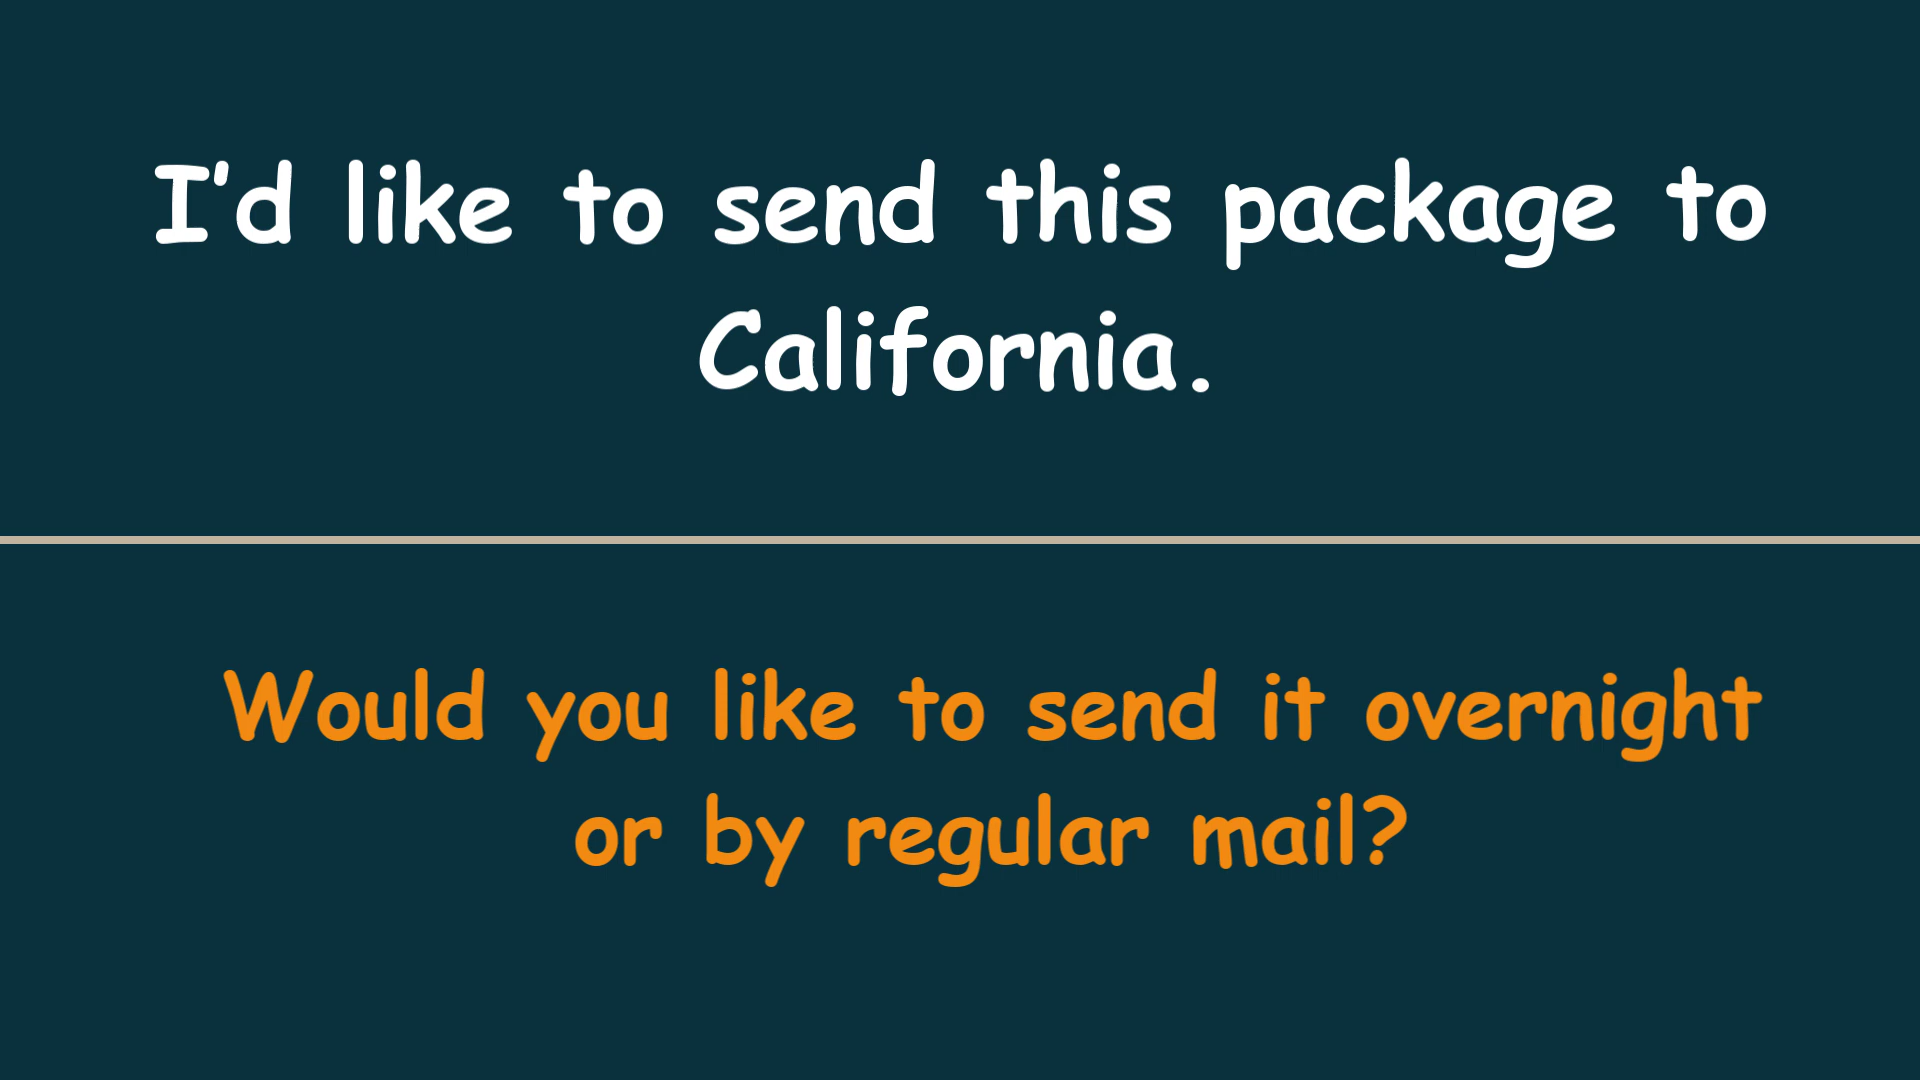 I'd like to send this package to
California.
Would you like to send it overnight
or by regular mail?